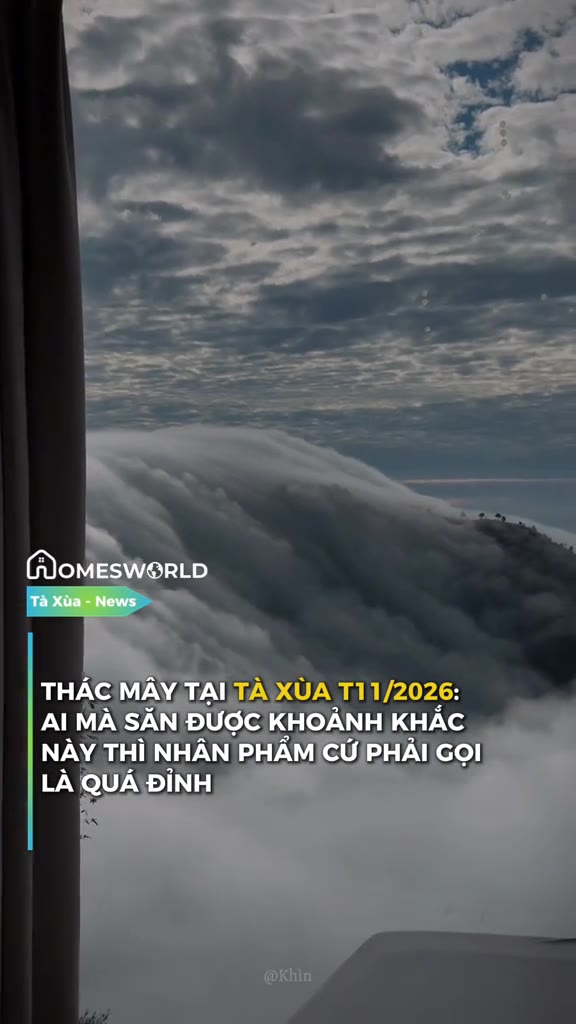 HOMESWORLD
Tà Xùa - News
THÁC MÂY TẠI TÀ XÙA T11/2026:
AI MÀ SĂN ĐƯỢC KHOẢNH KHẮC
NÀY THÌ NHÂN PHẨM CỨ PHẢI GỌI
LÀ QUÁ ĐỈNH
@Khìn